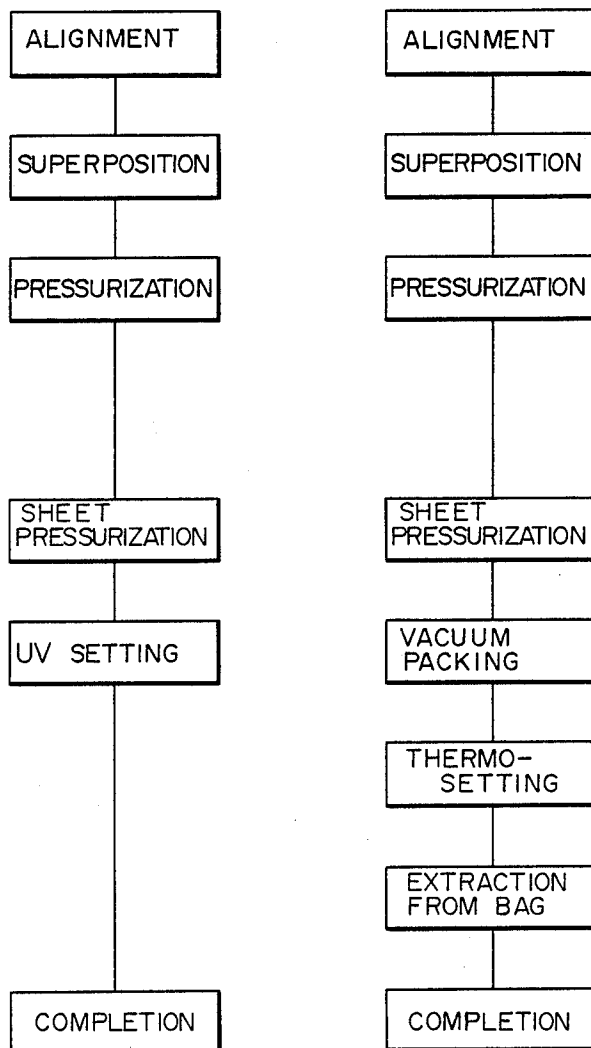 ALIGNMENT
SUPERPOSITION
PRESSURIZATION
SHEET
PRESSURIZATION
UV SETTING
COMPLETION
ALIGNMENT
SUPERPOSITION
PRESSURIZATION
SHEET
PRESSURIZATION
VACUUM
PACKING
THERMO-
SETTING
EXTRACTION
FROM BAG
COMPLETION